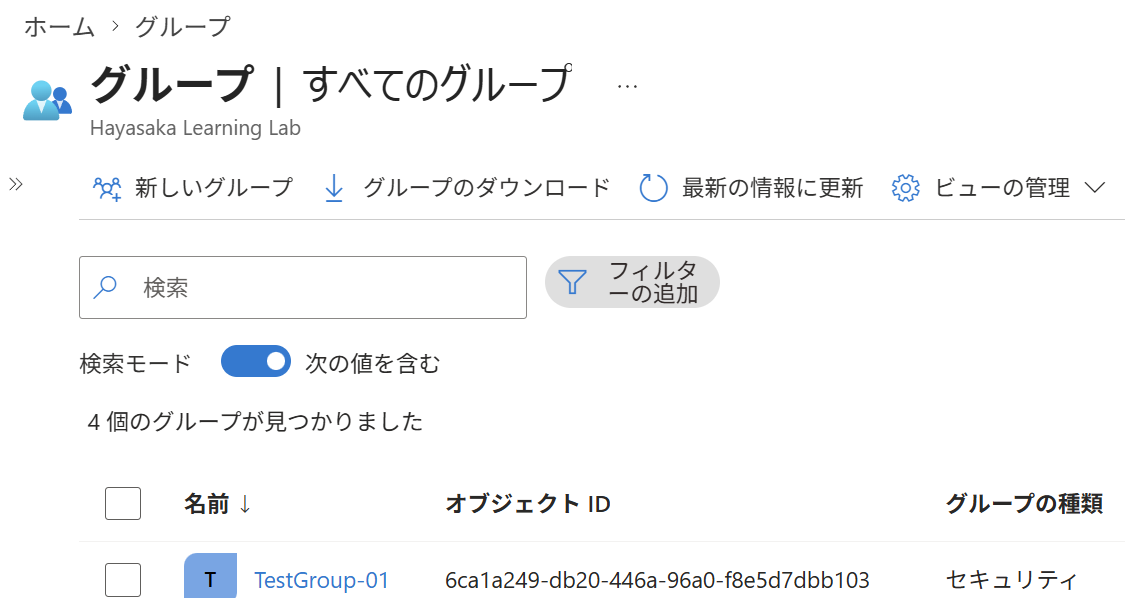 ホーム > グループ
グループ | すべてのグループ ...
Hayasaka Learning Lab
新しいグループ グループのダウンロード 最新の情報に更新 ビューの管理
検索
フィルタ
ーの追加
検索モード 次の値を含む
4 個のグループが見つかりました
名前 ↓ オブジェクト ID グループの種類
T TestGroup-01 6ca1a249-db20-446a-96a0-f8e5d7dbb103 セキュリティ